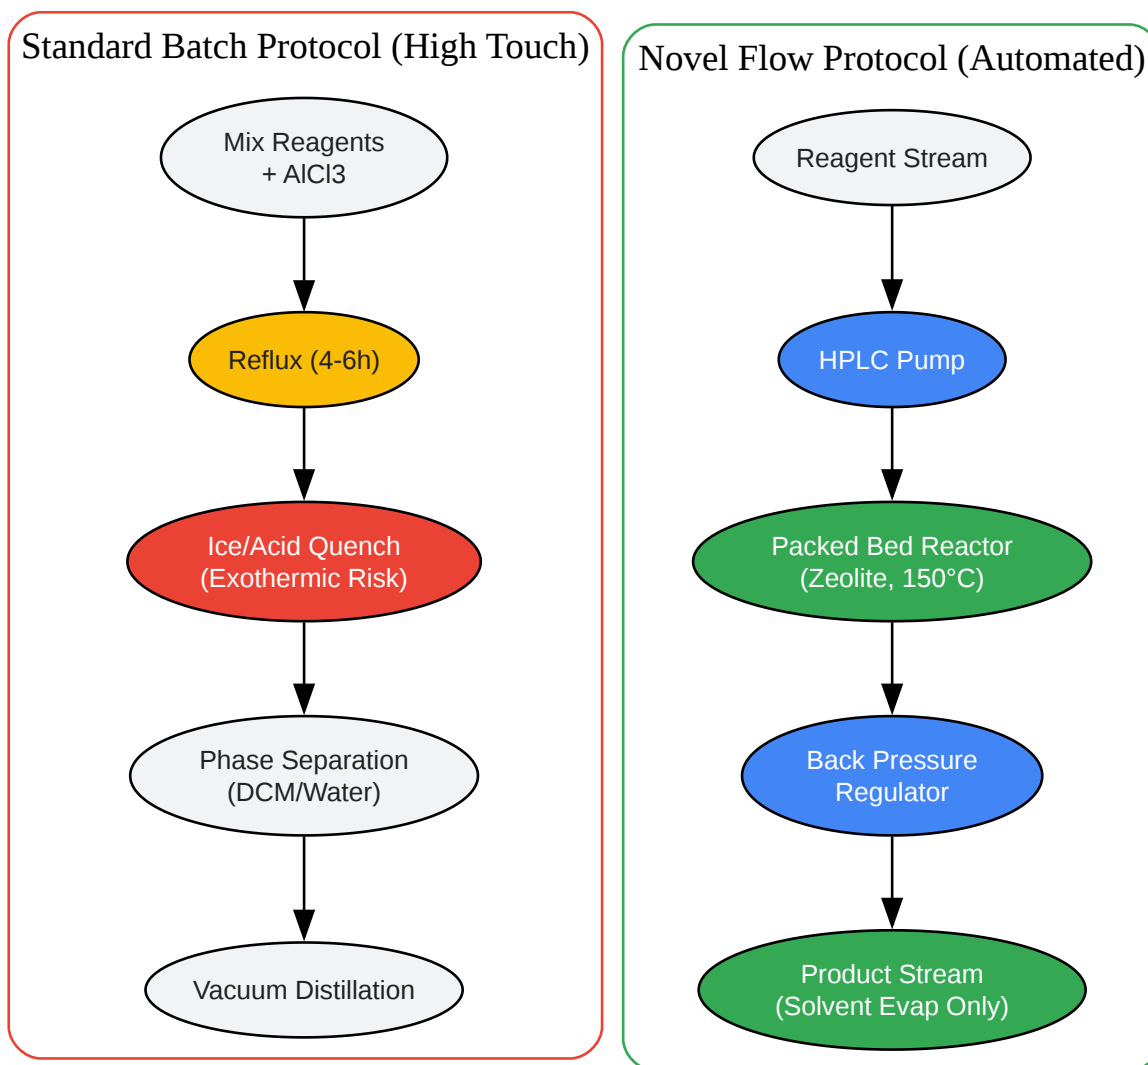 Standard Batch Protocol (High Touch)
Mix Reagents
+ AlCl3
Reflux (4-6h)
Ice/Acid Quench
(Exothermic Risk)
Phase Separation
(DCM/Water)
Vacuum Distillation
Novel Flow Protocol (Automated)
Reagent Stream
HPLC Pump
Packed Bed Reactor
(Zeolite, 150°C)
Back Pressure
Regulator
Product Stream
(Solvent Evap Only)